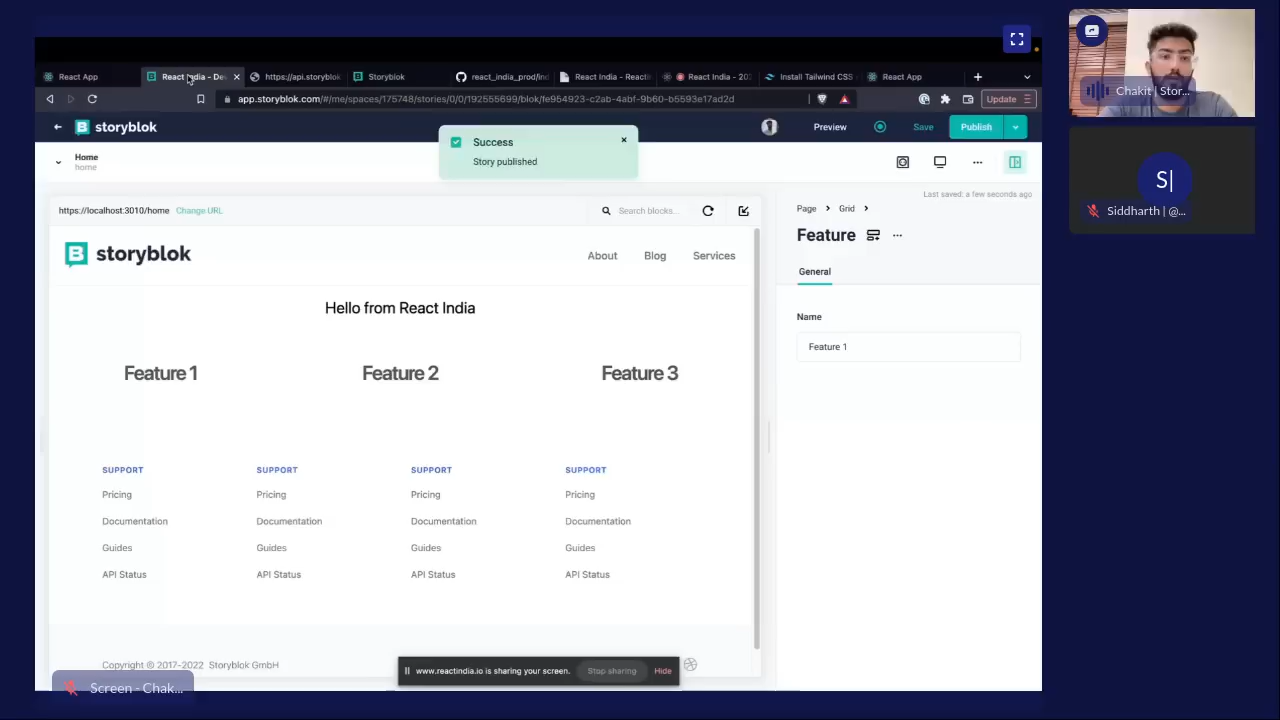 React App
React India - De
https://api.storyblok
Storyblok
react_india_prod/ind
React India - React
React India - 202
Install Tailwind CSS
React App
app.storyblok.com/#/me/spaces/175748/stories/0/0/192555699/blok/fe954923-c2ab-4abf-9b60-b5593e17ad2d
Update
storyblok
Preview
Save
Publish
Success
Story published
Home
home
Last saved: a few seconds ago
https://localhost:3010/home Change URL
Search blocks...
Page > Grid >
Feature
General
Name
Feature 1
storyblok
About
Blog
Services
Hello from React India
Feature 1
Feature 2
Feature 3
SUPPORT
SUPPORT
SUPPORT
SUPPORT
Pricing
Pricing
Pricing
Pricing
Documentation
Documentation
Documentation
Documentation
Guides
Guides
Guides
Guides
API Status
API Status
API Status
API Status
Copyright © 2017-2022 Storyblok GmbH
www.reactindia.io is sharing your screen.
Stop sharing
Hide
Screen - Chak...
Chakit | Stor...
S|
Siddharth | @...